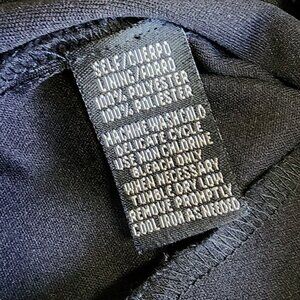 SELF/CUERPO
LINING/FORRO
100% POLYESTER
100% POLIESTER
MACHINE WASH COLD
DELICATE CYCLE
USE NON CHLORINE
BLEACH ONLY
WHEN NECESSARY
TUMBLE DRY LOW
REMOVE PROMPTLY
COOL IRON AS NEEDED